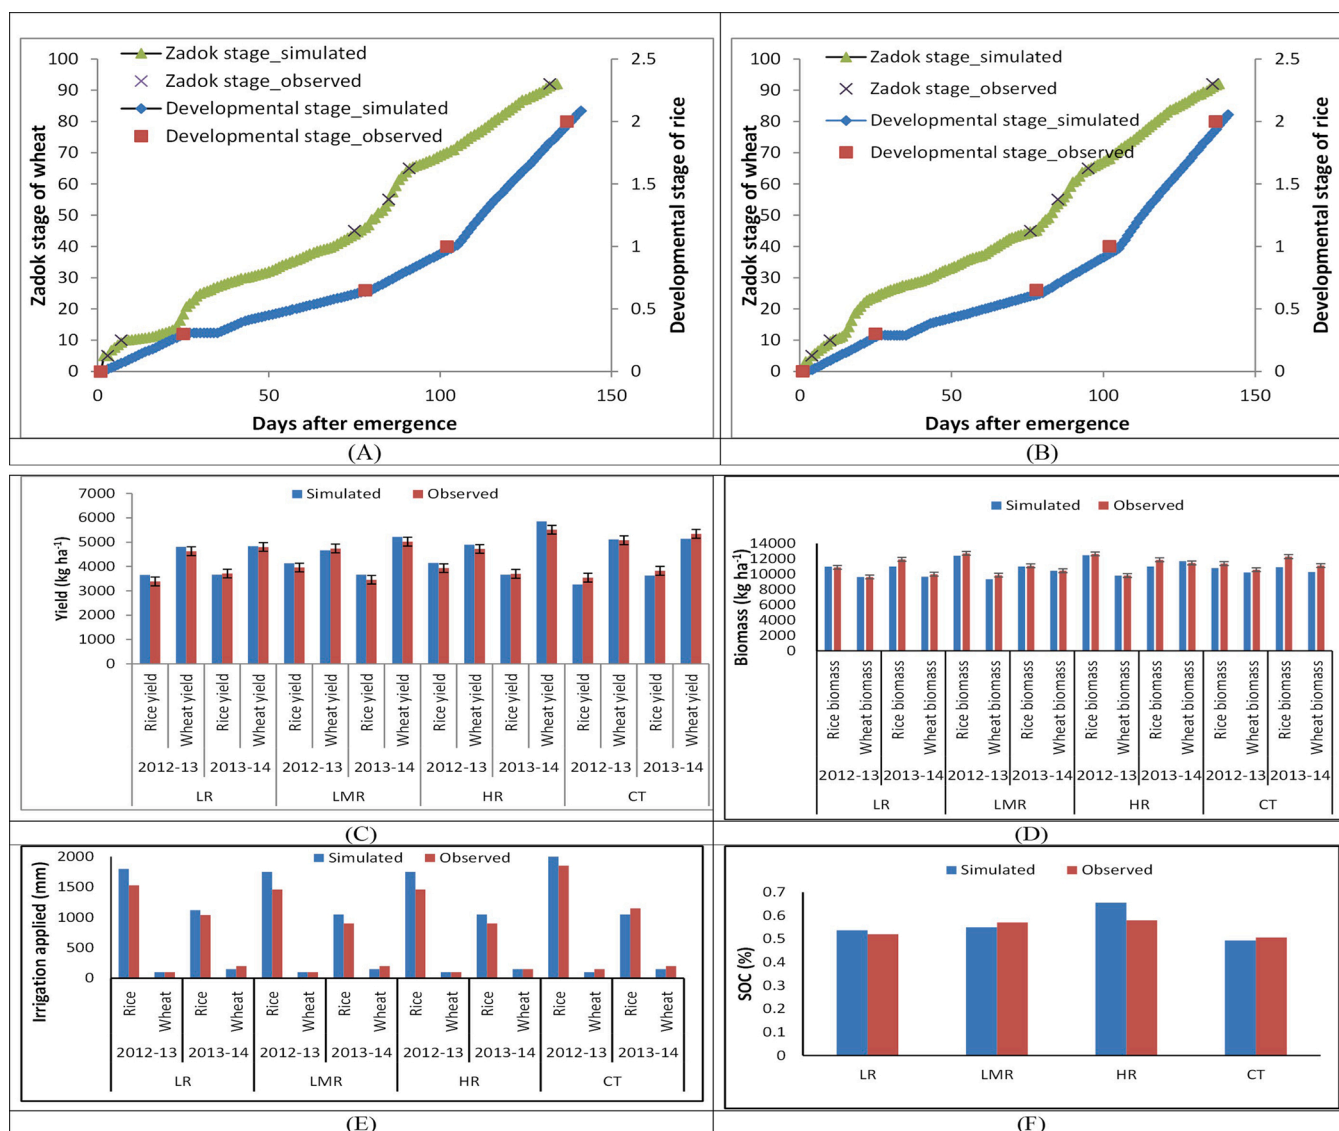 Zadok stage_simulated
Zadok stage_observed
Developmental stage_simulated
Developmental stage_observed
Zadok stage of wheat
100
90
80
70
60
50
40
30
20
10
0
2.5
2
1.5
1
0.5
0
Developmental stage of rice
0 50 100 150
Days after emergence
(A)
Zadok stage_simulated
Zadok stage_observed
Developmental stage_simulated
Developmental stage_observed
Zadok stage of wheat
100
90
80
70
60
50
40
30
20
10
0
2.5
2
1.5
1
0.5
0
Developmental stage of rice
0 50 100 150
Days after emergence
(B)
Simulated Observed
Yield (kg ha⁻¹)
7000
6000
5000
4000
3000
2000
1000
0
Rice yield Wheat yield Rice yield Wheat yield Rice yield Wheat yield Rice yield Wheat yield Rice yield Wheat yield Rice yield Wheat yield Rice yield Wheat yield Rice yield Wheat yield
2012-13 2013-14 2012-13 2013-14 2012-13 2013-14 2012-13 2013-14
LR LMR HR CT
(C)
Simulated Observed
Biomass (kg ha⁻¹)
14000
12000
10000
8000
6000
4000
2000
0
Rice biomass Wheat biomass Rice biomass Wheat biomass Rice biomass Wheat biomass Rice biomass Wheat biomass Rice biomass Wheat biomass Rice biomass Wheat biomass Rice biomass Wheat biomass Rice biomass Wheat biomass
2012-13 2013-14 2012-13 2013-14 2012-13 2013-14 2012-13 2013-14
LR LMR HR CT
(D)
Simulated Observed
Irrigation applied (mm)
2000
1500
1000
500
0
Rice Wheat Rice Wheat Rice Wheat Rice Wheat Rice Wheat Rice Wheat Rice Wheat Rice Wheat
2012-13 2013-14 2012-13 2013-14 2012-13 2013-14 2012-13 2013-14
LR LMR HR CT
(E)
Simulated Observed
SOC (%)
0.7
0.6
0.5
0.4
0.3
0.2
0.1
0
LR LMR HR CT
(F)